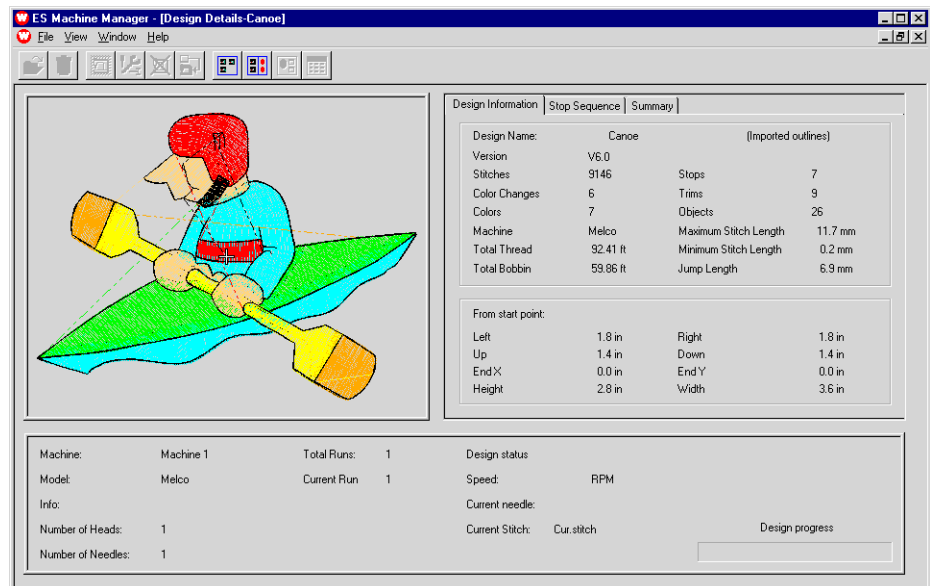 ES Machine Manager - [Design Details-Canoe]
File View Window Help
Design Information Stop Sequence Summary
Design Name: Canoe (Imported outlines)
Version V6.0
Stitches 9146 Stops 7
Color Changes 6 Trims 9
Colors 7 Objects 26
Machine Melco Maximum Stitch Length 11.7 mm
Total Thread 92.41 ft Minimum Stitch Length 0.2 mm
Total Bobbin 59.86 ft Jump Length 6.9 mm
From start point:
Left 1.8 in Right 1.8 in
Up 1.4 in Down 1.4 in
End X 0.0 in End Y 0.0 in
Height 2.8 in Width 3.6 in
Machine: Machine 1 Total Runs: 1 Design status
Model: Melco Current Run 1 Speed: RPM
Info: Current needle:
Number of Heads: 1 Current Stitch: Cur.stitch Design progress
Number of Needles: 1